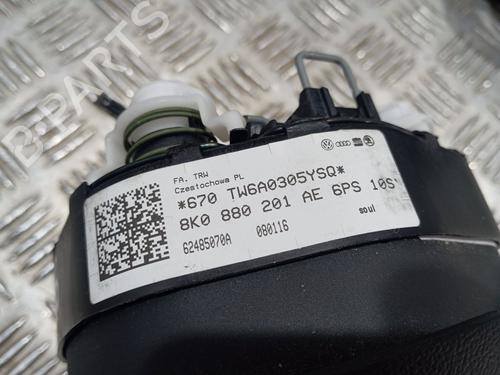 FA. TRW
Czestochowa PL
*670 TW6A0305YSQ*
8K0 880 201 AE 6PS 10S
62485070A 080116 soul
B-Parts